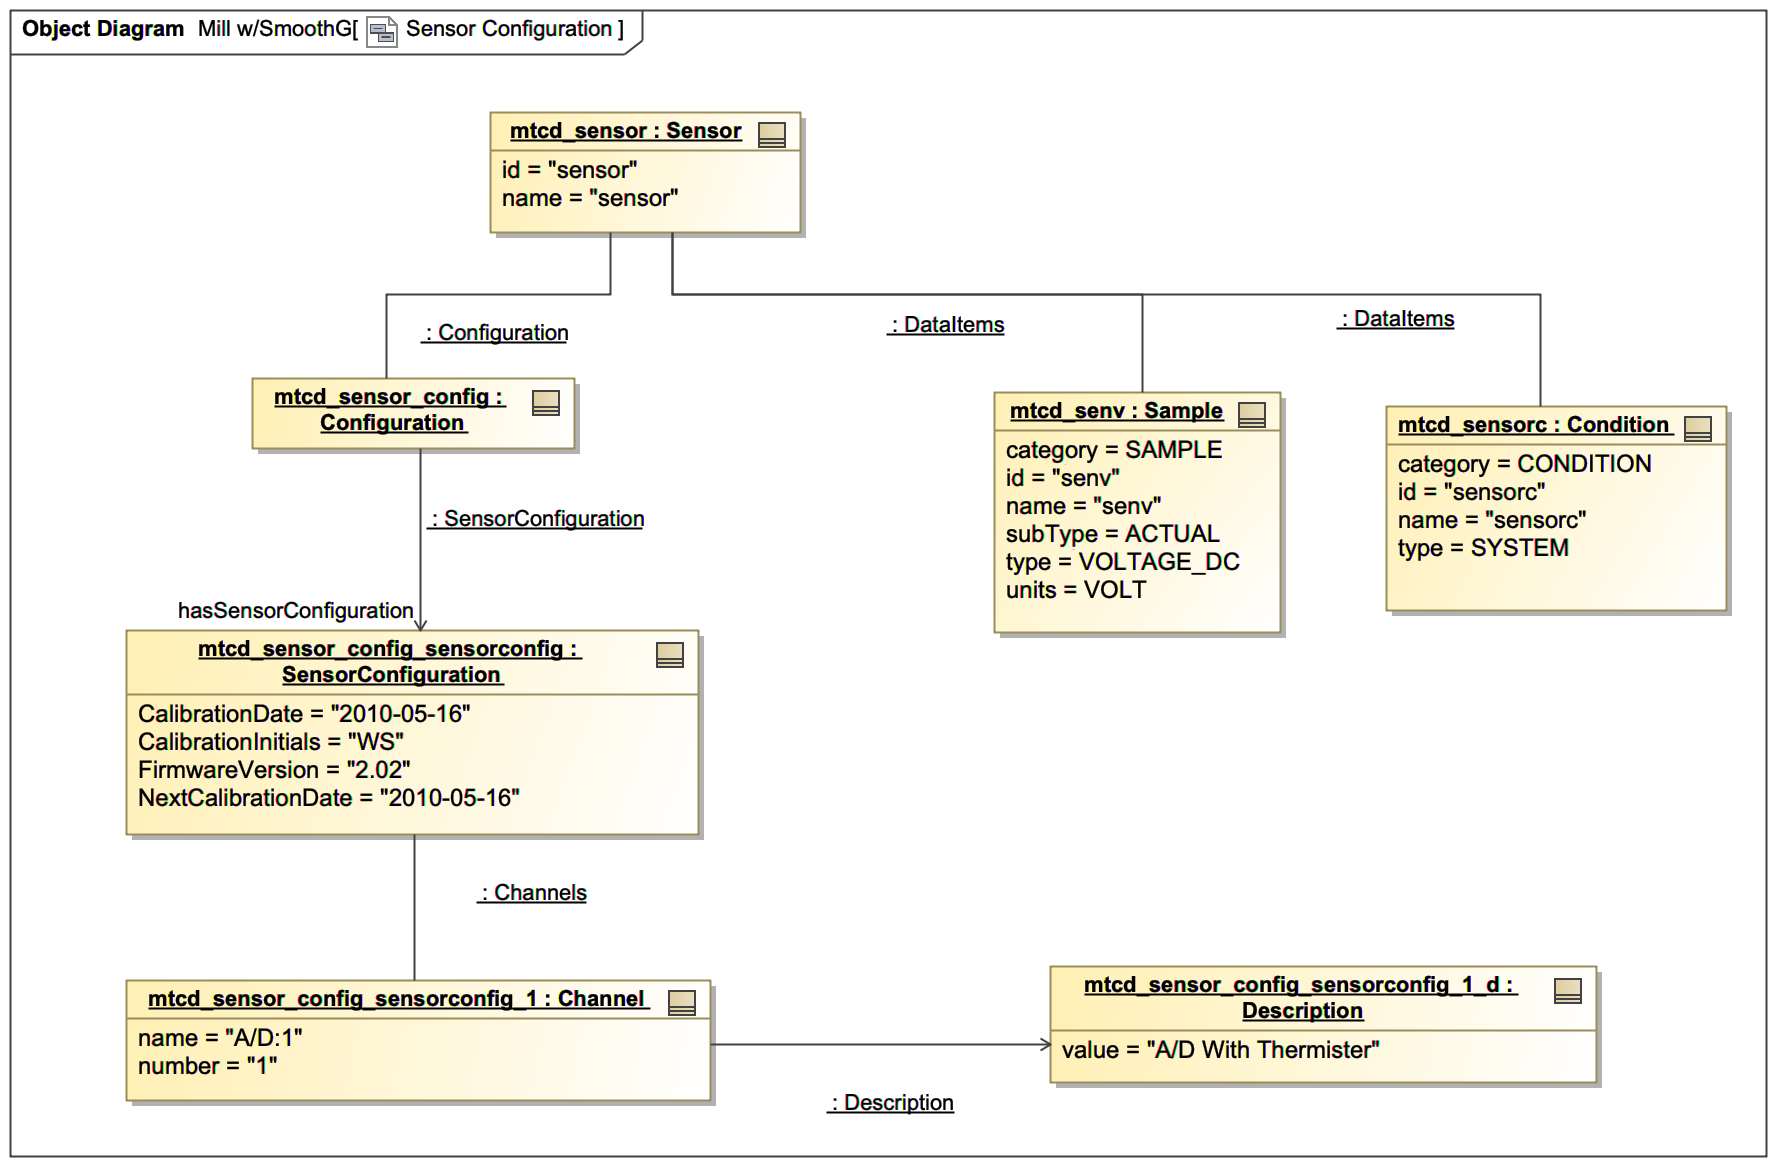 Object Diagram Mill w/SmoothG[ Sensor Configuration ]
mtcd_sensor : Sensor
id = "sensor"
name = "sensor"
: Configuration
: DataItems
: DataItems
mtcd_sensor_config :
Configuration
mtcd_senv : Sample
category = SAMPLE
id = "senv"
name = "senv"
subType = ACTUAL
type = VOLTAGE_DC
units = VOLT
mtcd_sensorc : Condition
category = CONDITION
id = "sensorc"
name = "sensorc"
type = SYSTEM
: SensorConfiguration
hasSensorConfiguration
mtcd_sensor_config_sensorconfig :
SensorConfiguration
CalibrationDate = "2010-05-16"
CalibrationInitials = "WS"
FirmwareVersion = "2.02"
NextCalibrationDate = "2010-05-16"
: Channels
mtcd_sensor_config_sensorconfig_1 : Channel
name = "A/D:1"
number = "1"
mtcd_sensor_config_sensorconfig_1_d :
Description
value = "A/D With Thermister"
: Description